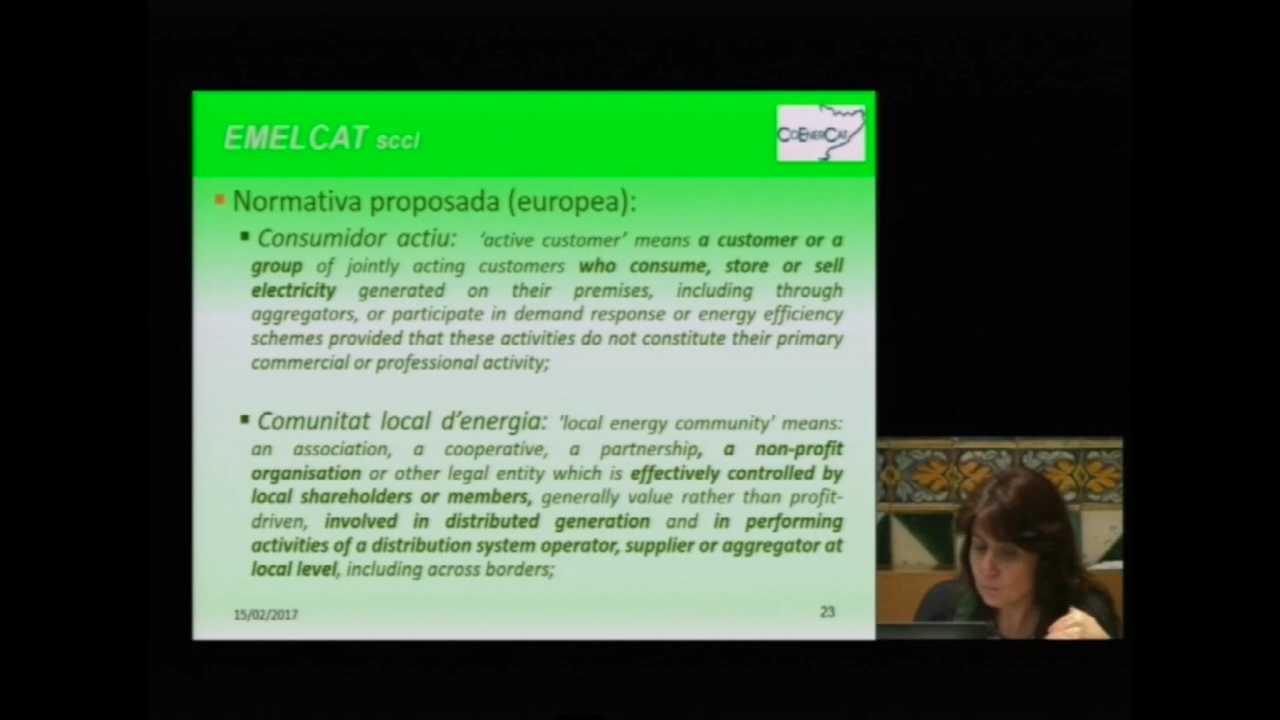 EMELCAT sccl
COENERCAT
Normativa proposada (europea):
Consumidor actiu: ‘active customer’ means a customer or a
group of jointly acting customers who consume, store or sell
electricity generated on their premises, including through
aggregators, or participate in demand response or energy efficiency
schemes provided that these activities do not constitute their primary
commercial or professional activity;
Comunitat local d’energia: 'local energy community’ means:
an association, a cooperative, a partnership, a non-profit
organisation or other legal entity which is effectively controlled by
local shareholders or members, generally value rather than profit-
driven, involved in distributed generation and in performing
activities of a distribution system operator, supplier or aggregator at
local level, including across borders;
15/02/2017
23